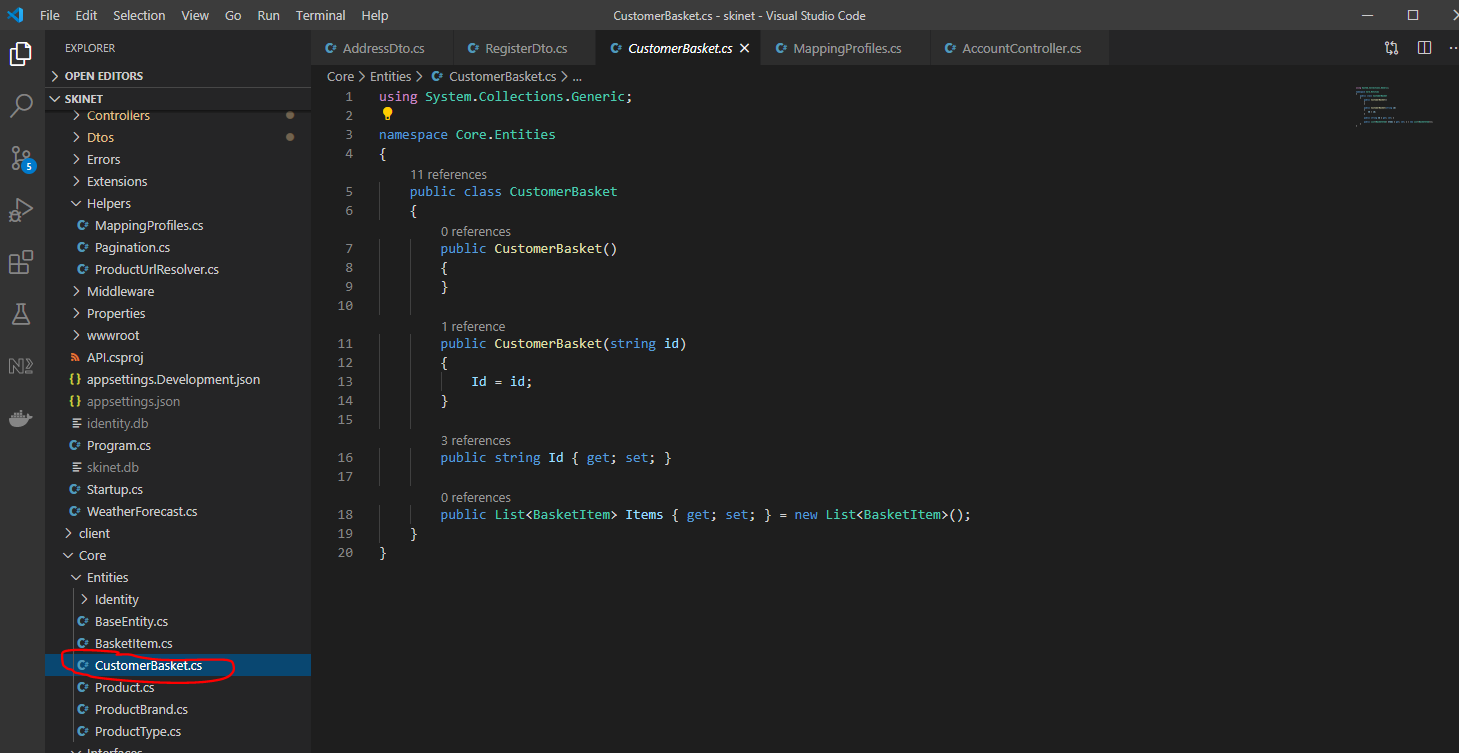 File Edit Selection View Go Run Terminal Help CustomerBasket.cs - skinet - Visual Studio Code
EXPLORER
OPEN EDITORS
SKINET
Controllers
Dtos
Errors
Extensions
Helpers
MappingProfiles.cs
Pagination.cs
ProductUrlResolver.cs
Middleware
Properties
wwwroot
API.csproj
{} appsettings.Development.json
{} appsettings.json
identity.db
C# Program.cs
skinet.db
C# Startup.cs
C# WeatherForecast.cs
client
Core
Entities
Identity
C# BaseEntity.cs
C# BasketItem.cs
C# CustomerBasket.cs
C# Product.cs
C# ProductBrand.cs
C# ProductType.cs
Interfaces
5
AddressDto.cs RegisterDto.cs CustomerBasket.cs MappingProfiles.cs AccountController.cs
Core > Entities > CustomerBasket.cs > ...
1 using System.Collections.Generic;
2
3 namespace Core.Entities
4 {
11 references
5 public class CustomerBasket
6 {
0 references
7 public CustomerBasket()
8 {
9 }
10
1 reference
11 public CustomerBasket(string id)
12 {
13 Id = id;
14 }
15
3 references
16 public string Id { get; set; }
17
0 references
18 public List<BasketItem> Items { get; set; } = new List<BasketItem>();
19 }
20 }